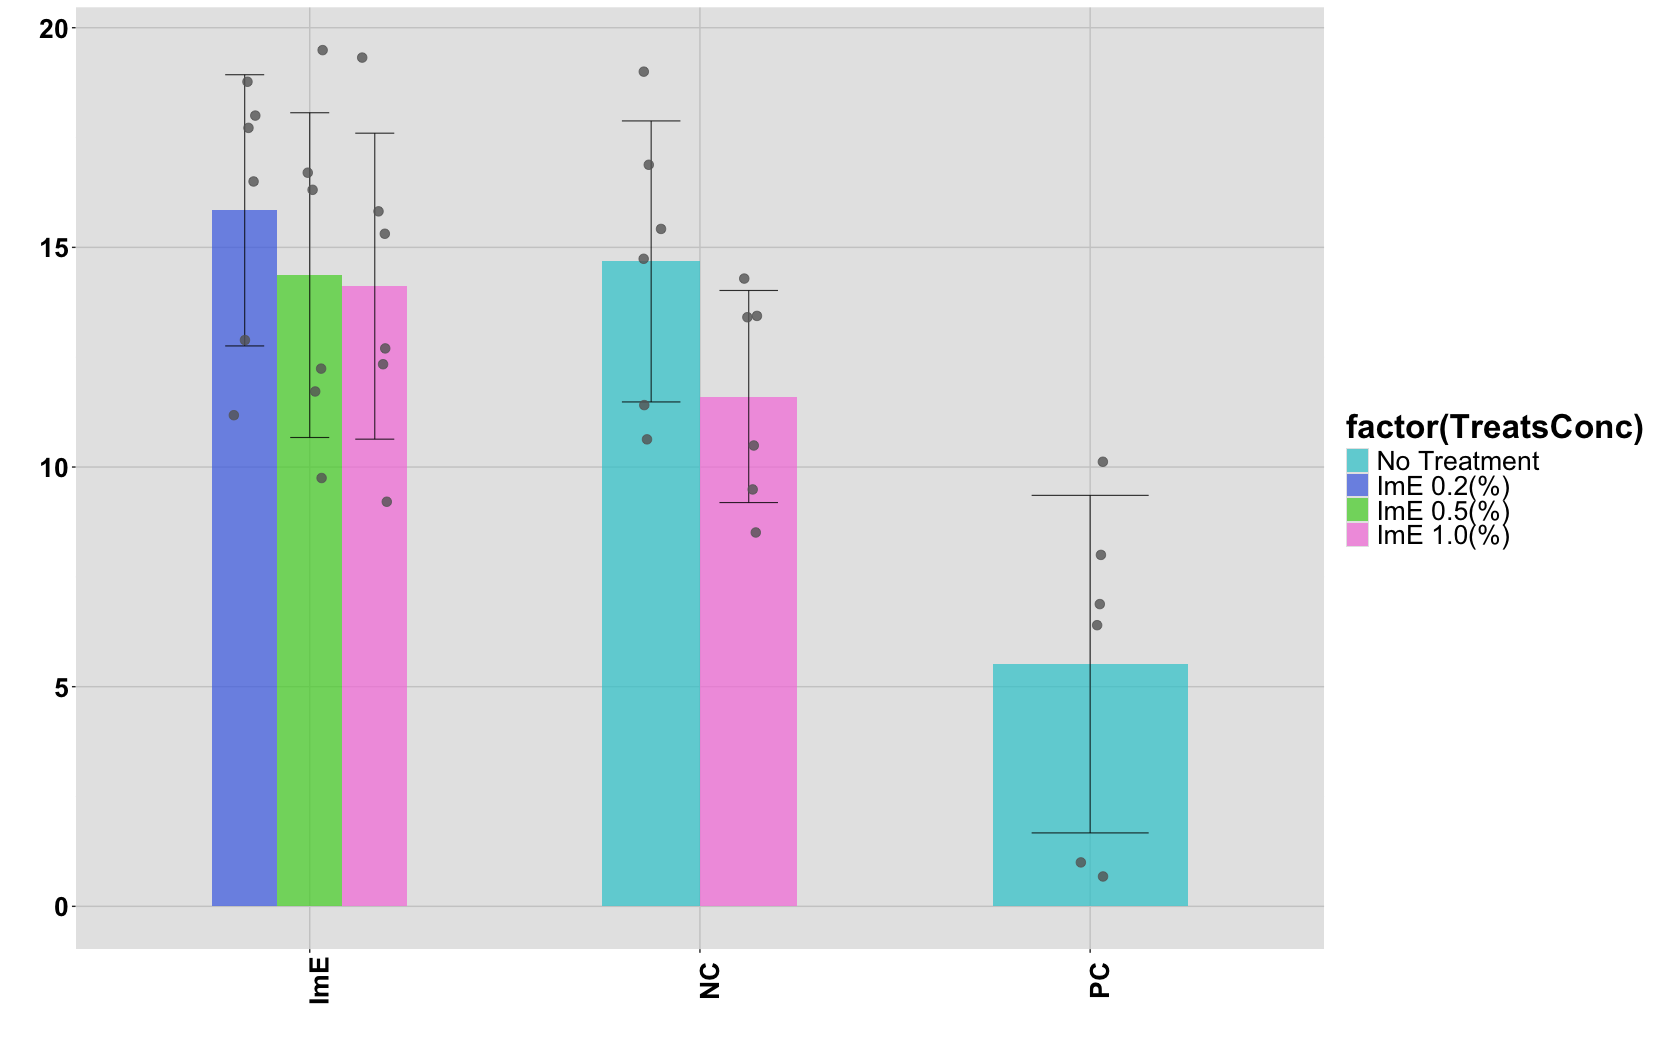 20
15
10
5
0
ImE
NC
PC
factor(TreatsConc)
No Treatment
ImE 0.2(%)
ImE 0.5(%)
ImE 1.0(%)